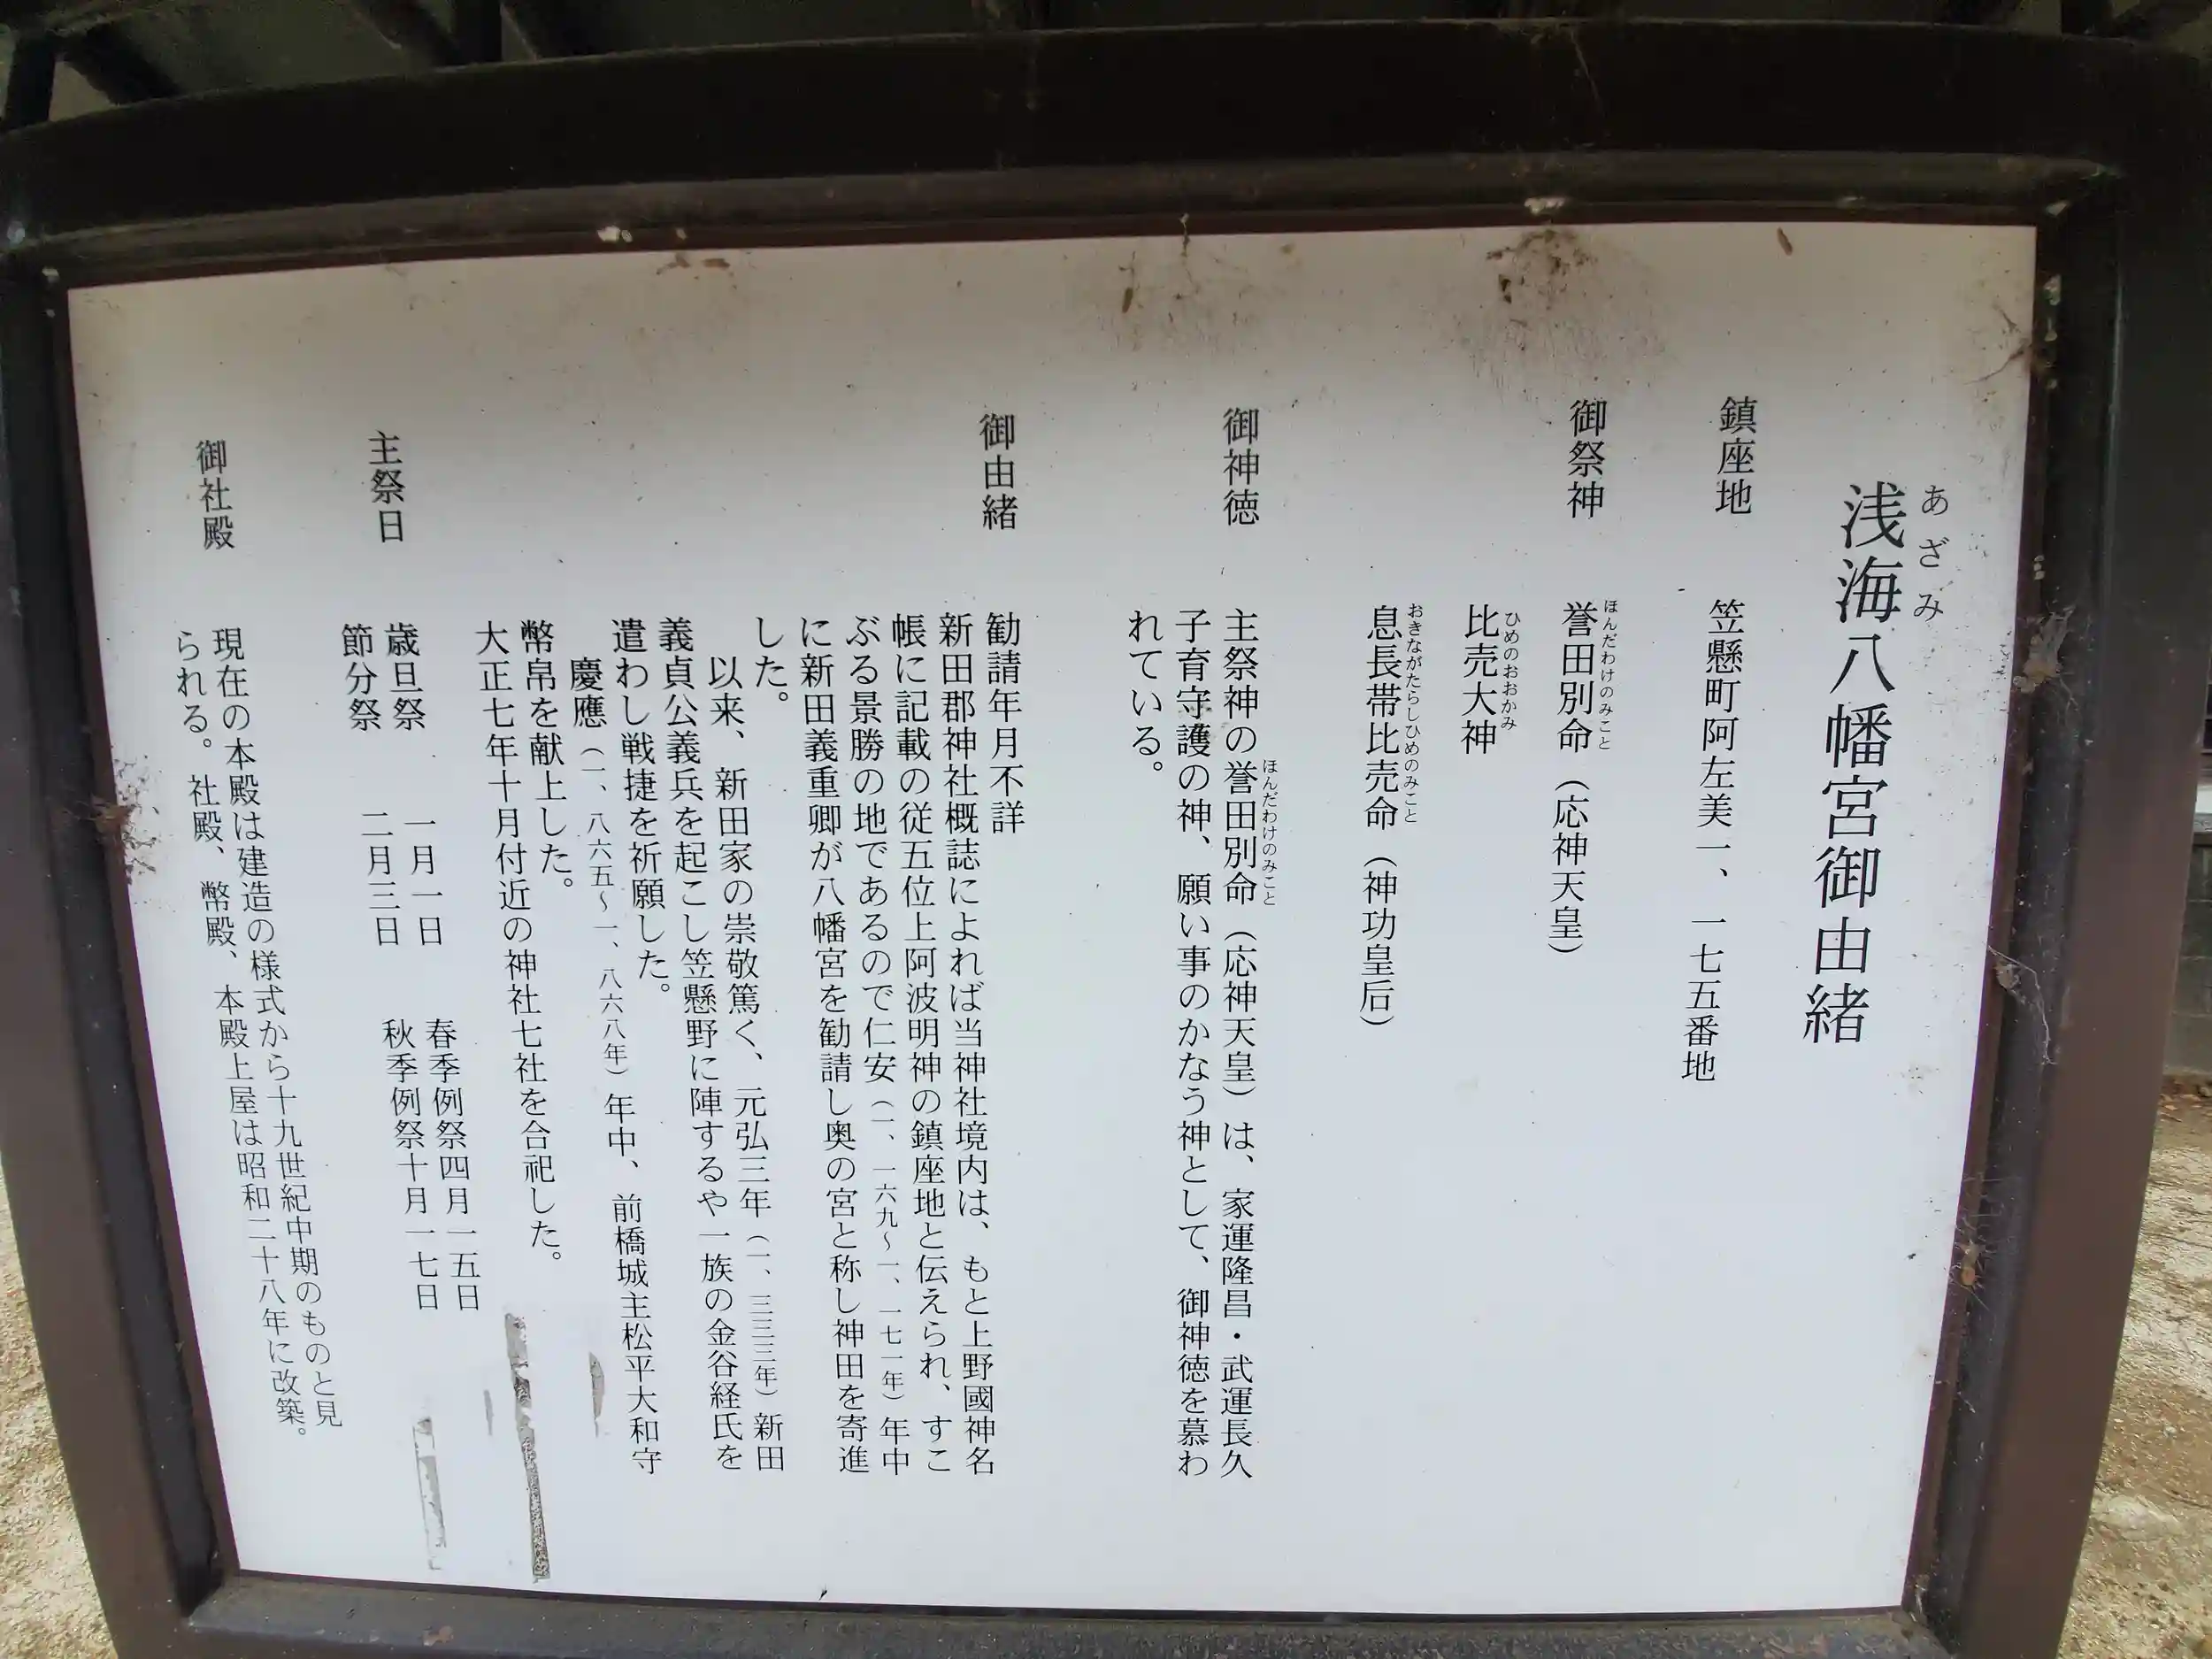 浅海八幡宮御由緒
あざみ
鎮座地 笠懸町阿左美一、一七五番地
御祭神 誉田別命（応神天皇）
ほんだわけのみこと
比売大神
ひめのおおかみ
息長帯比売命（神功皇后）
おきながたらしひめのみこと
御神徳 主祭神の誉田別命（応神天皇）は、家運隆昌・武運長久
ほんだわけのみこと
子育守護の神、願い事のかなう神として、御神徳を慕わ
れている。
御由緒 勧請年月不詳
新田郡神社概誌によれば当神社境内は、もと上野國神名
帳に記載の従五位上阿波明神の鎮座地と伝えられ、すこ
ぶる景勝の地であるので仁安（一、一六九～一、一七一年）年中
に新田義重卿が八幡宮を勧請し奥の宮と称し神田を寄進
した。
以来、新田家の崇敬篤く、元弘三年（一、三三三年）新田
義貞公義兵を起こし笠懸野に陣するや一族の金谷経氏を
遣わし戦捷を祈願した。
慶應（一、八六五～一、八六八年）年中、前橋城主松平大和守
幣帛を献上した。
大正七年十月付近の神社七社を合祀した。
主祭日 歳旦祭 一月一日 春季例祭四月一五日
節分祭 二月三日 秋季例祭十月一七日
御社殿 現在の本殿は建造の様式から十九世紀中期のものと見
られる。社殿、幣殿、本殿上屋は昭和二十八年に改築。